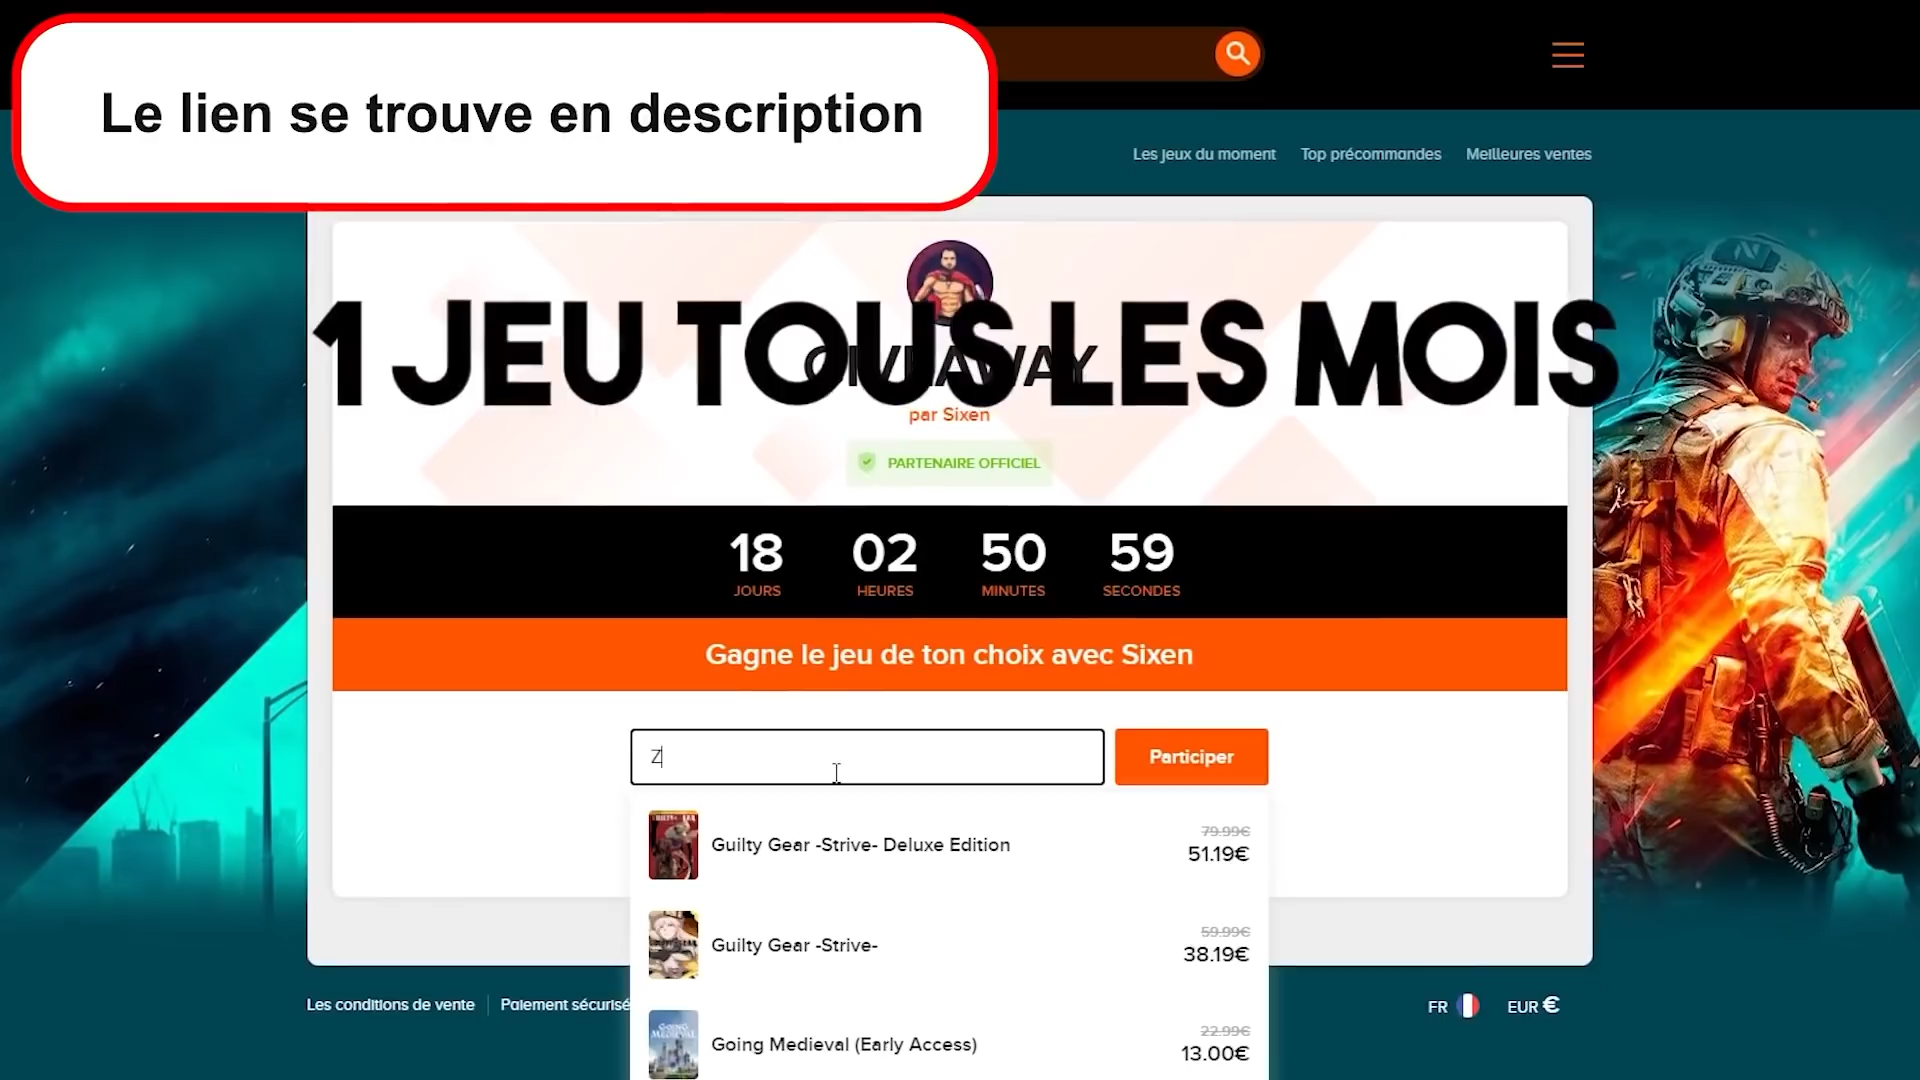 Le lien se trouve en description
Les jeux du moment
Top précommandes
Meilleures ventes
1 JEU TOUS LES MOIS
GIVEAWAY
par Sixen
PARTENAIRE OFFICIEL
18
02
50
59
JOURS
HEURES
MINUTES
SECONDES
Gagne le jeu de ton choix avec Sixen
Z
Participer
Guilty Gear -Strive- Deluxe Edition
79.99€
51.19€
Guilty Gear -Strive-
59.99€
38.19€
Going Medieval (Early Access)
22.99€
13.00€
Les conditions de vente
Paiement sécurisé
FR
EUR €